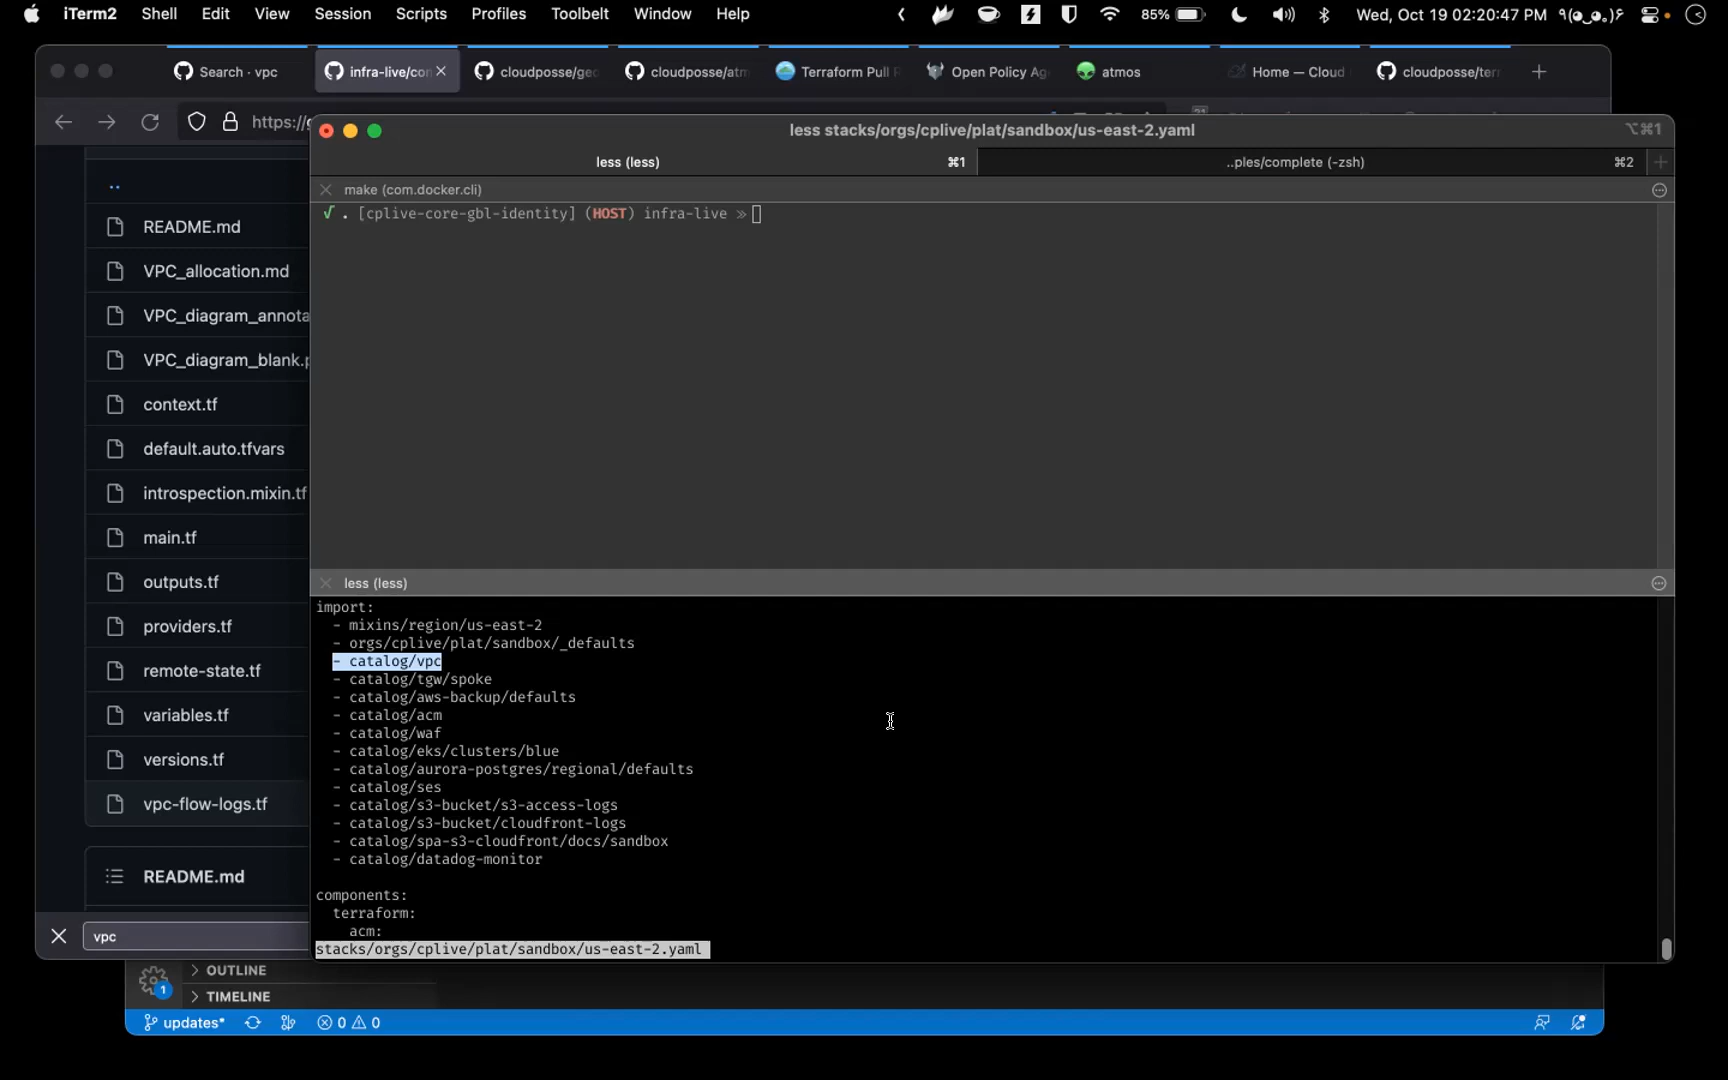 iTerm2 Shell Edit View Session Scripts Profiles Toolbelt Window Help 85% Wed, Oct 19 02:20:47 PM
Search · vpc infra-live/con cloudposse/geo cloudposse/atm Terraform Pull R Open Policy Ag atmos Home — Cloud cloudposse/terr
https://g
less stacks/orgs/cplive/plat/sandbox/us-east-2.yaml ⌥⌘1
less (less) ⌘1 ..ples/complete (-zsh) ⌘2
make (com.docker.cli)
√ . [cplive-core-gbl-identity] (HOST) infra-live »
..
README.md
VPC_allocation.md
VPC_diagram_annota
VPC_diagram_blank.p
context.tf
default.auto.tfvars
introspection.mixin.tf
main.tf
outputs.tf
providers.tf
remote-state.tf
variables.tf
versions.tf
vpc-flow-logs.tf
README.md
vpc
less (less)
import:
- mixins/region/us-east-2
- orgs/cplive/plat/sandbox/_defaults
- catalog/vpc
- catalog/tgw/spoke
- catalog/aws-backup/defaults
- catalog/acm
- catalog/waf
- catalog/eks/clusters/blue
- catalog/aurora-postgres/regional/defaults
- catalog/ses
- catalog/s3-bucket/s3-access-logs
- catalog/s3-bucket/cloudfront-logs
- catalog/spa-s3-cloudfront/docs/sandbox
- catalog/datadog-monitor
components:
terraform:
acm:
stacks/orgs/cplive/plat/sandbox/us-east-2.yaml
1
OUTLINE
TIMELINE
updates* 0 0